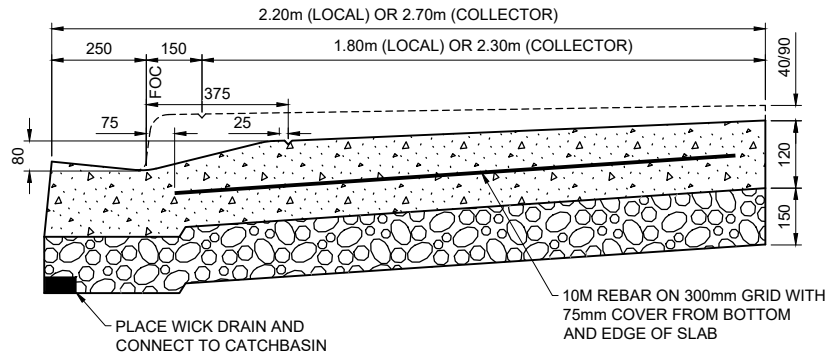 2.20m (LOCAL) OR 2.70m (COLLECTOR)
250
150
1.80m (LOCAL) OR 2.30m (COLLECTOR)
40/90
FOC
375
75
25
80
120
150
10M REBAR ON 300mm GRID WITH
75mm COVER FROM BOTTOM
AND EDGE OF SLAB
PLACE WICK DRAIN AND
CONNECT TO CATCHBASIN